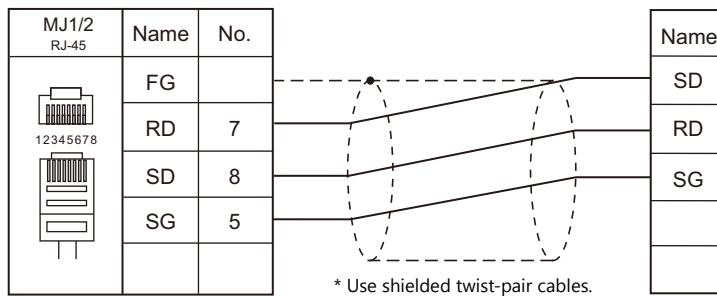 MJ1/2 Name No. Name
RJ-45
FG SD
12345678
RD 7 RD
SD 8 SG
SG 5
* Use shielded twist-pair cables.